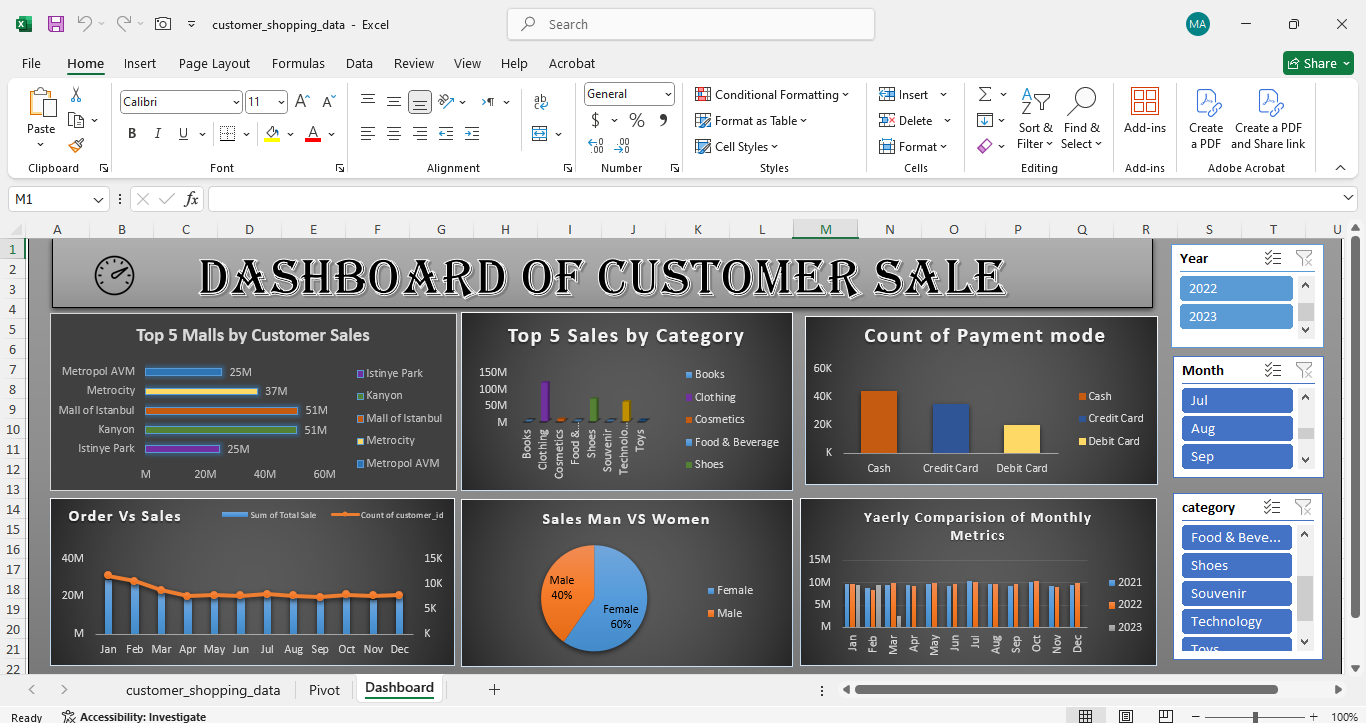 customer_shopping_data - Excel
Search
MA
File Home Insert Page Layout Formulas Data Review View Help Acrobat
Share
Paste
Clipboard
Calibri 11
B I U
Font
ab
Alignment
General
$ % ,
Number
Conditional Formatting
Format as Table
Cell Styles
Styles
Insert
Delete
Format
Cells
Sort & Filter
Find & Select
Editing
Add-ins
Add-ins
Create a PDF
Create a PDF and Share link
Adobe Acrobat
M1
fx
A B C D E F G H I J K L M N O P Q R S T U
1
2
3
4
5
6
7
8
9
10
11
12
13
14
15
16
17
18
19
20
21
22
DASHBOARD OF CUSTOMER SALE
Top 5 Malls by Customer Sales
Metropol AVM 25M
Metrocity 37M
Mall of Istanbul 51M
Kanyon 51M
Istinye Park 25M
M 20M 40M 60M
Istinye Park
Kanyon
Mall of Istanbul
Metrocity
Metropol AVM
Top 5 Sales by Category
150M
100M
50M
M
Books
Clothing
Cosmetics
Food &...
Shoes
Souvenir
Technolo...
Toys
Books
Clothing
Cosmetics
Food & Beverage
Shoes
Count of Payment mode
60K
40K
20K
K
Cash Credit Card Debit Card
Cash
Credit Card
Debit Card
Order Vs Sales
Sum of Total Sale Count of customer_id
40M
20M
M
15K
10K
5K
K
Jan Feb Mar Apr May Jun Jul Aug Sep Oct Nov Dec
Sales Man VS Women
Male
40%
Female
60%
Female
Male
Yaerly Comparision of Monthly
Metrics
15M
10M
5M
M
Jan Feb Mar Apr May Jun Jul Aug Sep Oct Nov Dec
2021
2022
2023
Year
2022
2023
Month
Jul
Aug
Sep
category
Food & Beve...
Shoes
Souvenir
Technology
Toys
customer_shopping_data Pivot Dashboard
Ready Accessibility: Investigate
100%